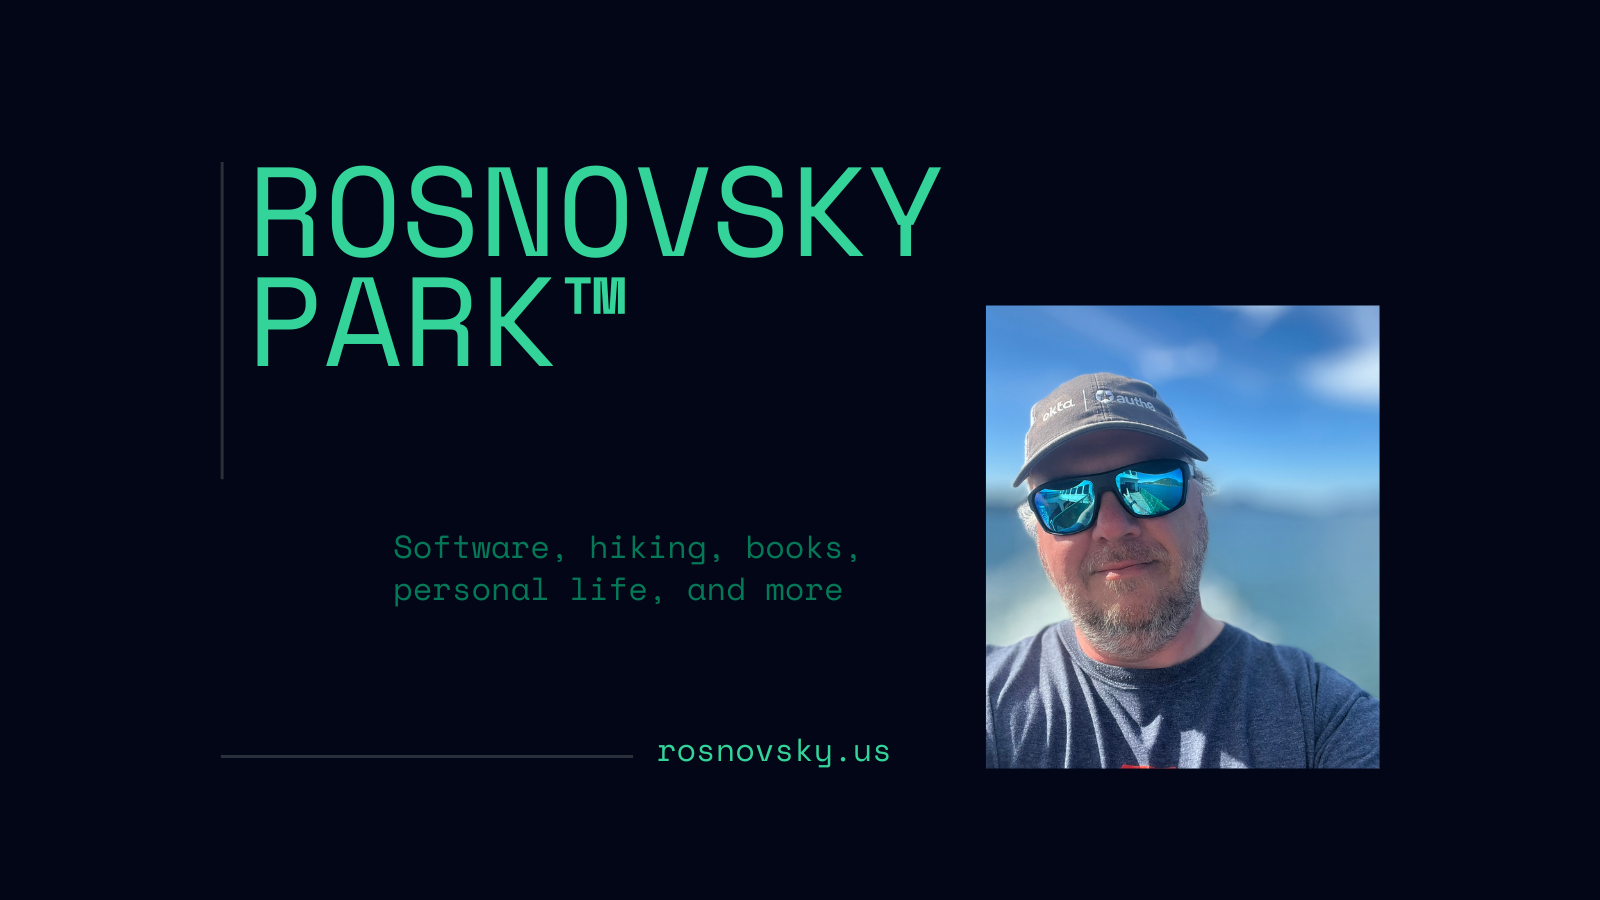 ROSNOVSKY
PARK™
okta | auth0
Software, hiking, books,
personal life, and more
rosnovsky.us